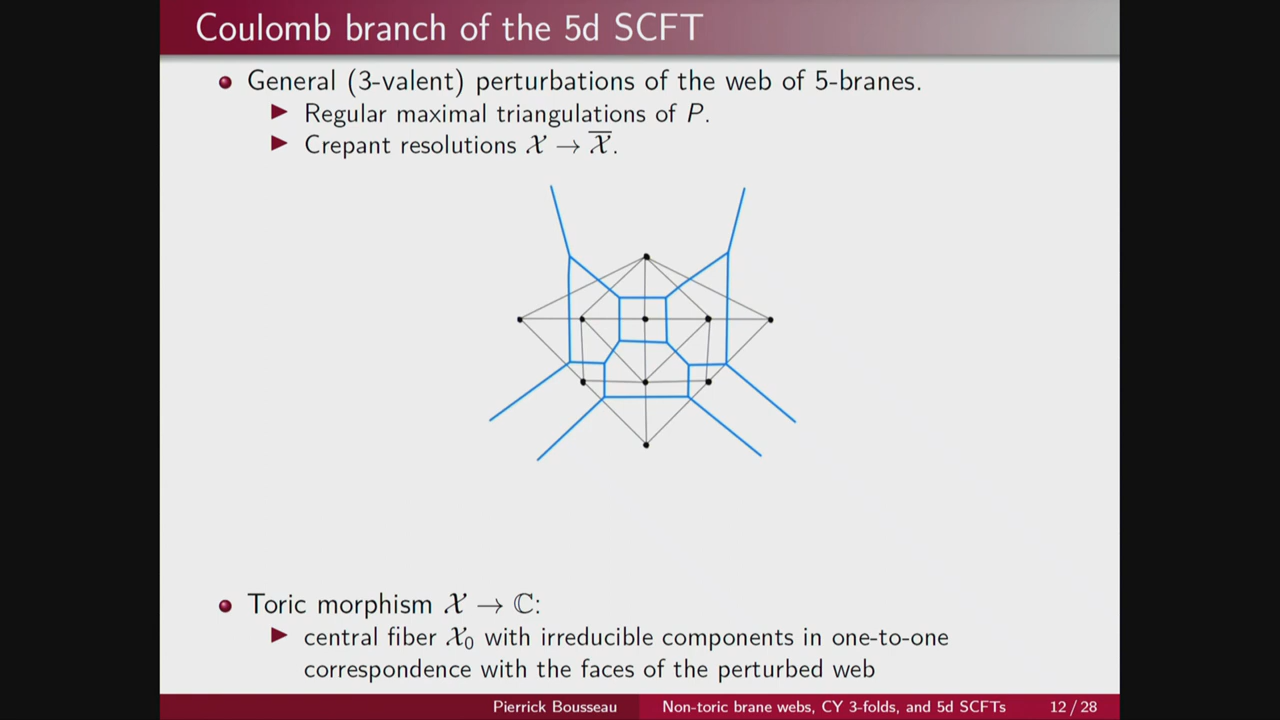 Coulomb branch of the 5d SCFT
General (3-valent) perturbations of the web of 5-branes.
Regular maximal triangulations of P.
Crepant resolutions 𝒳 → 𝒳̅.
Toric morphism 𝒳 → ℂ:
central fiber 𝒳₀ with irreducible components in one-to-one
correspondence with the faces of the perturbed web
Pierrick Bousseau Non-toric brane webs, CY 3-folds, and 5d SCFTs 12 / 28